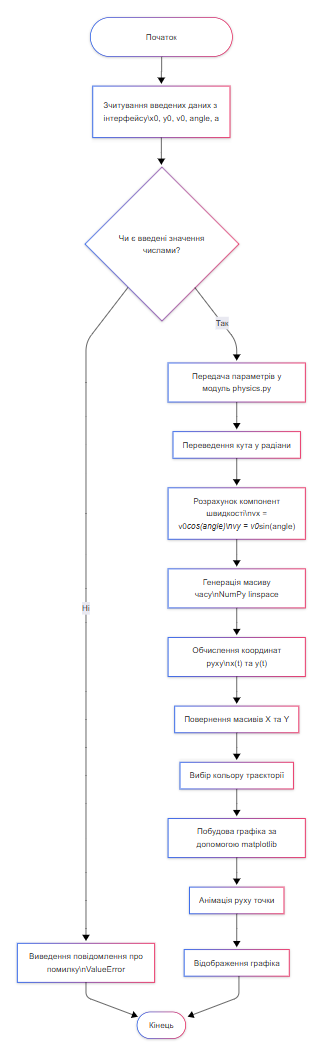 Початок
Зчитування введених даних з
інтерфейсу\nx0, y0, v0, angle, a
Чи є введені значення
числами?
Так
Передача параметрів у
модуль physics.py
Переведення кута у радіани
Розрахунок компонент
швидкості\nvx =
v0cos(angle)\nvy = v0sin(angle)
Генерація масиву
часу\nNumPy linspace
Ні
Обчислення координат
руху\nx(t) та y(t)
Повернення масивів X та Y
Вибір кольору траєкторії
Побудова графіка за
допомогою matplotlib
Анімація руху точки
Виведення повідомлення про
помилку\nValueError
Відображення графіка
Кінець